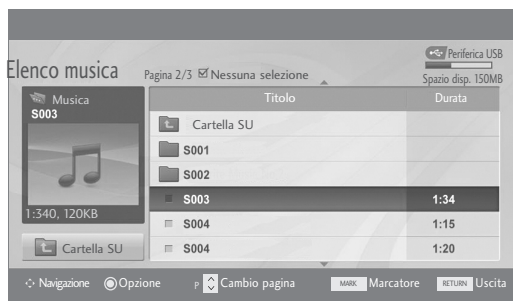 Periferica USB
Elenco musica
Pagina 2/3 Nessuna selezione
Spazio disp. 150MB
Musica
S003
1:340, 120KB
Cartella SU
Titolo Durata
Cartella SU
S001
S002
S003 1:34
S004 1:15
S004 1:20
Navigazione Opzione P Cambio pagina MARK Marcatore RETURN Uscita